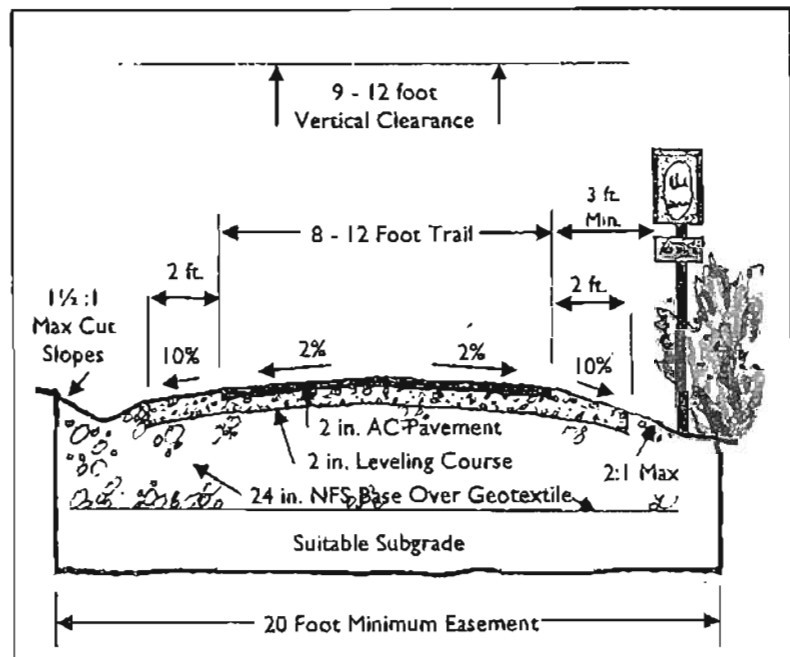 9 - 12 foot
Vertical Clearance
3 ft.
Min.
8 - 12 Foot Trail
2 ft.
2 ft.
1½ :1
Max Cut
Slopes
10%
2%
2%
10%
2 in. AC Pavement
2 in. Leveling Course
2:1 Max
24 in. NFS Base Over Geotextile
Suitable Subgrade
20 Foot Minimum Easement